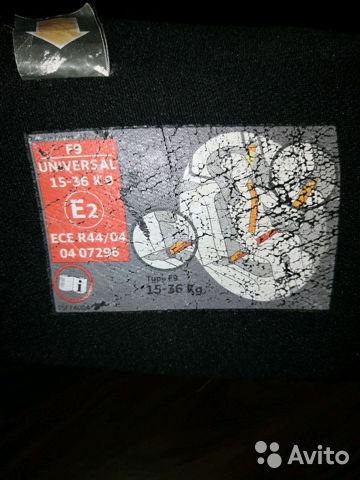 F9
UNIVERSAL
15-36 Kg
E2
ECE R44/04
04 07296
Type F9
15-36 Kg
Avito